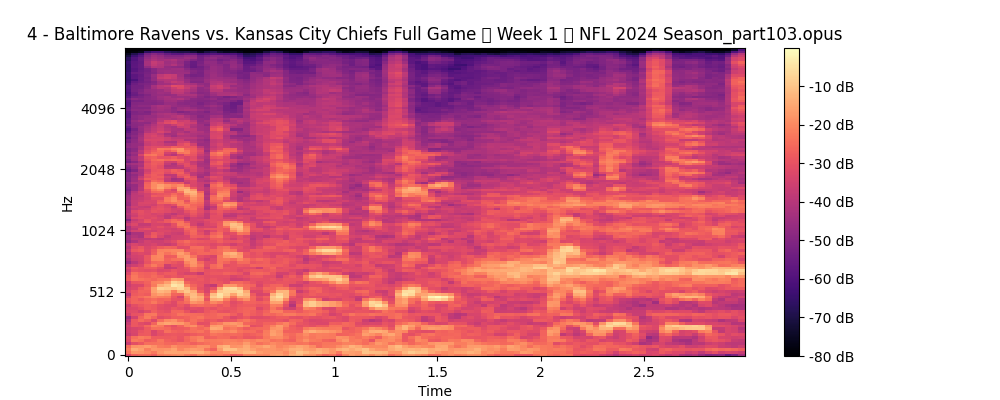 4 - Baltimore Ravens vs. Kansas City Chiefs Full Game ▯ Week 1 ▯ NFL 2024 Season_part103.opus
4096
2048
1024
512
0
Hz
0
0.5
1
1.5
2
2.5
Time
-10 dB
-20 dB
-30 dB
-40 dB
-50 dB
-60 dB
-70 dB
-80 dB